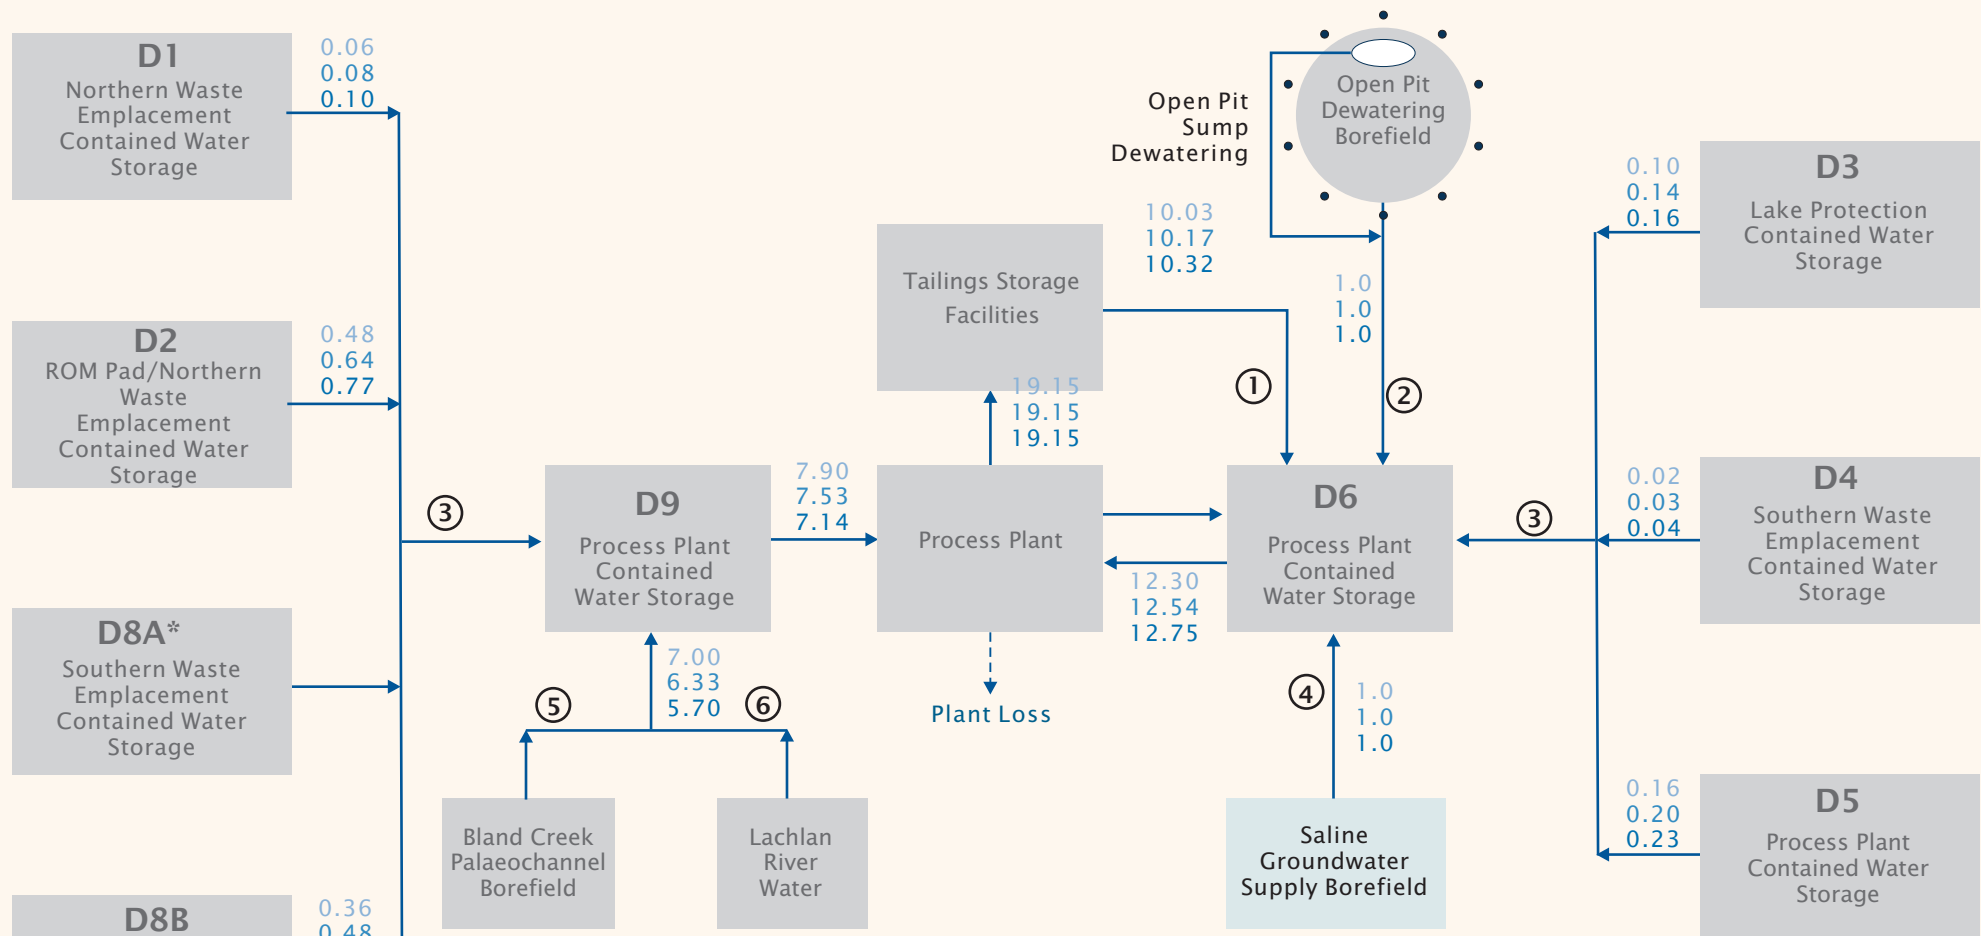 D1
Northern Waste
Emplacement
Contained Water
Storage
0.06
0.08
0.10
D2
ROM Pad/Northern
Waste
Emplacement
Contained Water
Storage
0.48
0.64
0.77
D8A*
Southern Waste
Emplacement
Contained Water
Storage
D8B
0.36
0.48
3
D9
Process Plant
Contained
Water Storage
7.90
7.53
7.14
7.00
6.33
5.70
5
6
Bland Creek
Palaeochannel
Borefield
Lachlan
River
Water
Tailings Storage
Facilities
19.15
19.15
19.15
Process Plant
Plant Loss
10.03
10.17
10.32
1
Open Pit
Sump
Dewatering
Open Pit
Dewatering
Borefield
1.0
1.0
1.0
2
D6
Process Plant
Contained
Water Storage
12.30
12.54
12.75
4
1.0
1.0
1.0
Saline
Groundwater
Supply Borefield
3
D3
Lake Protection
Contained Water
Storage
0.10
0.14
0.16
D4
Southern Waste
Emplacement
Contained Water
Storage
0.02
0.03
0.04
D5
Process Plant
Contained Water
Storage
0.16
0.20
0.23